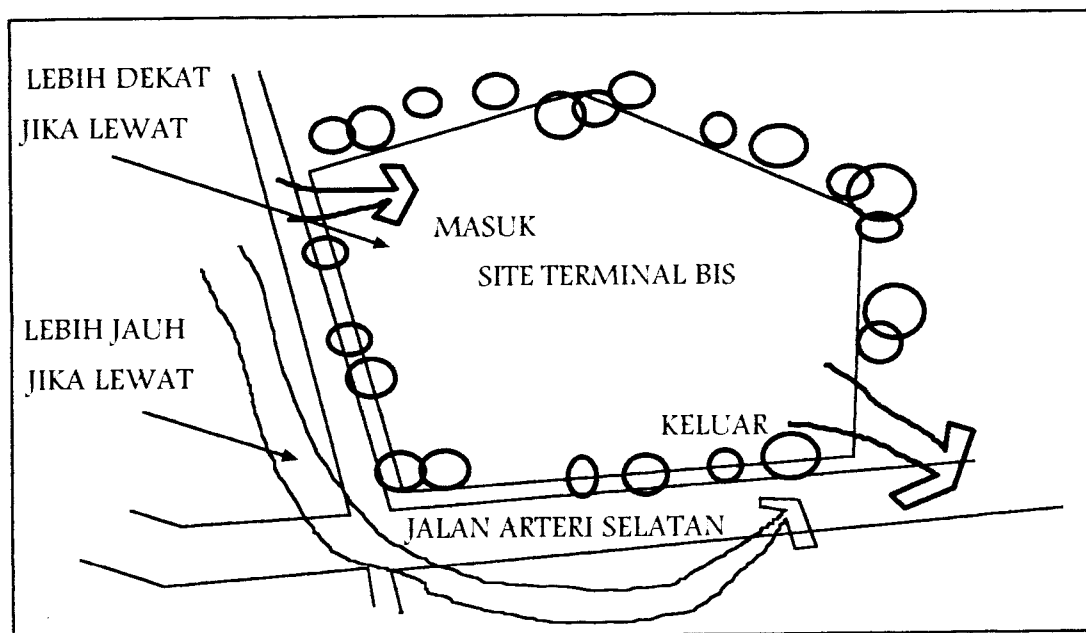 LEBIH DEKAT
JIKA LEWAT
MASUK
SITE TERMINAL BIS
LEBIH JAUH
JIKA LEWAT
KELUAR
JALAN ARTERI SELATAN